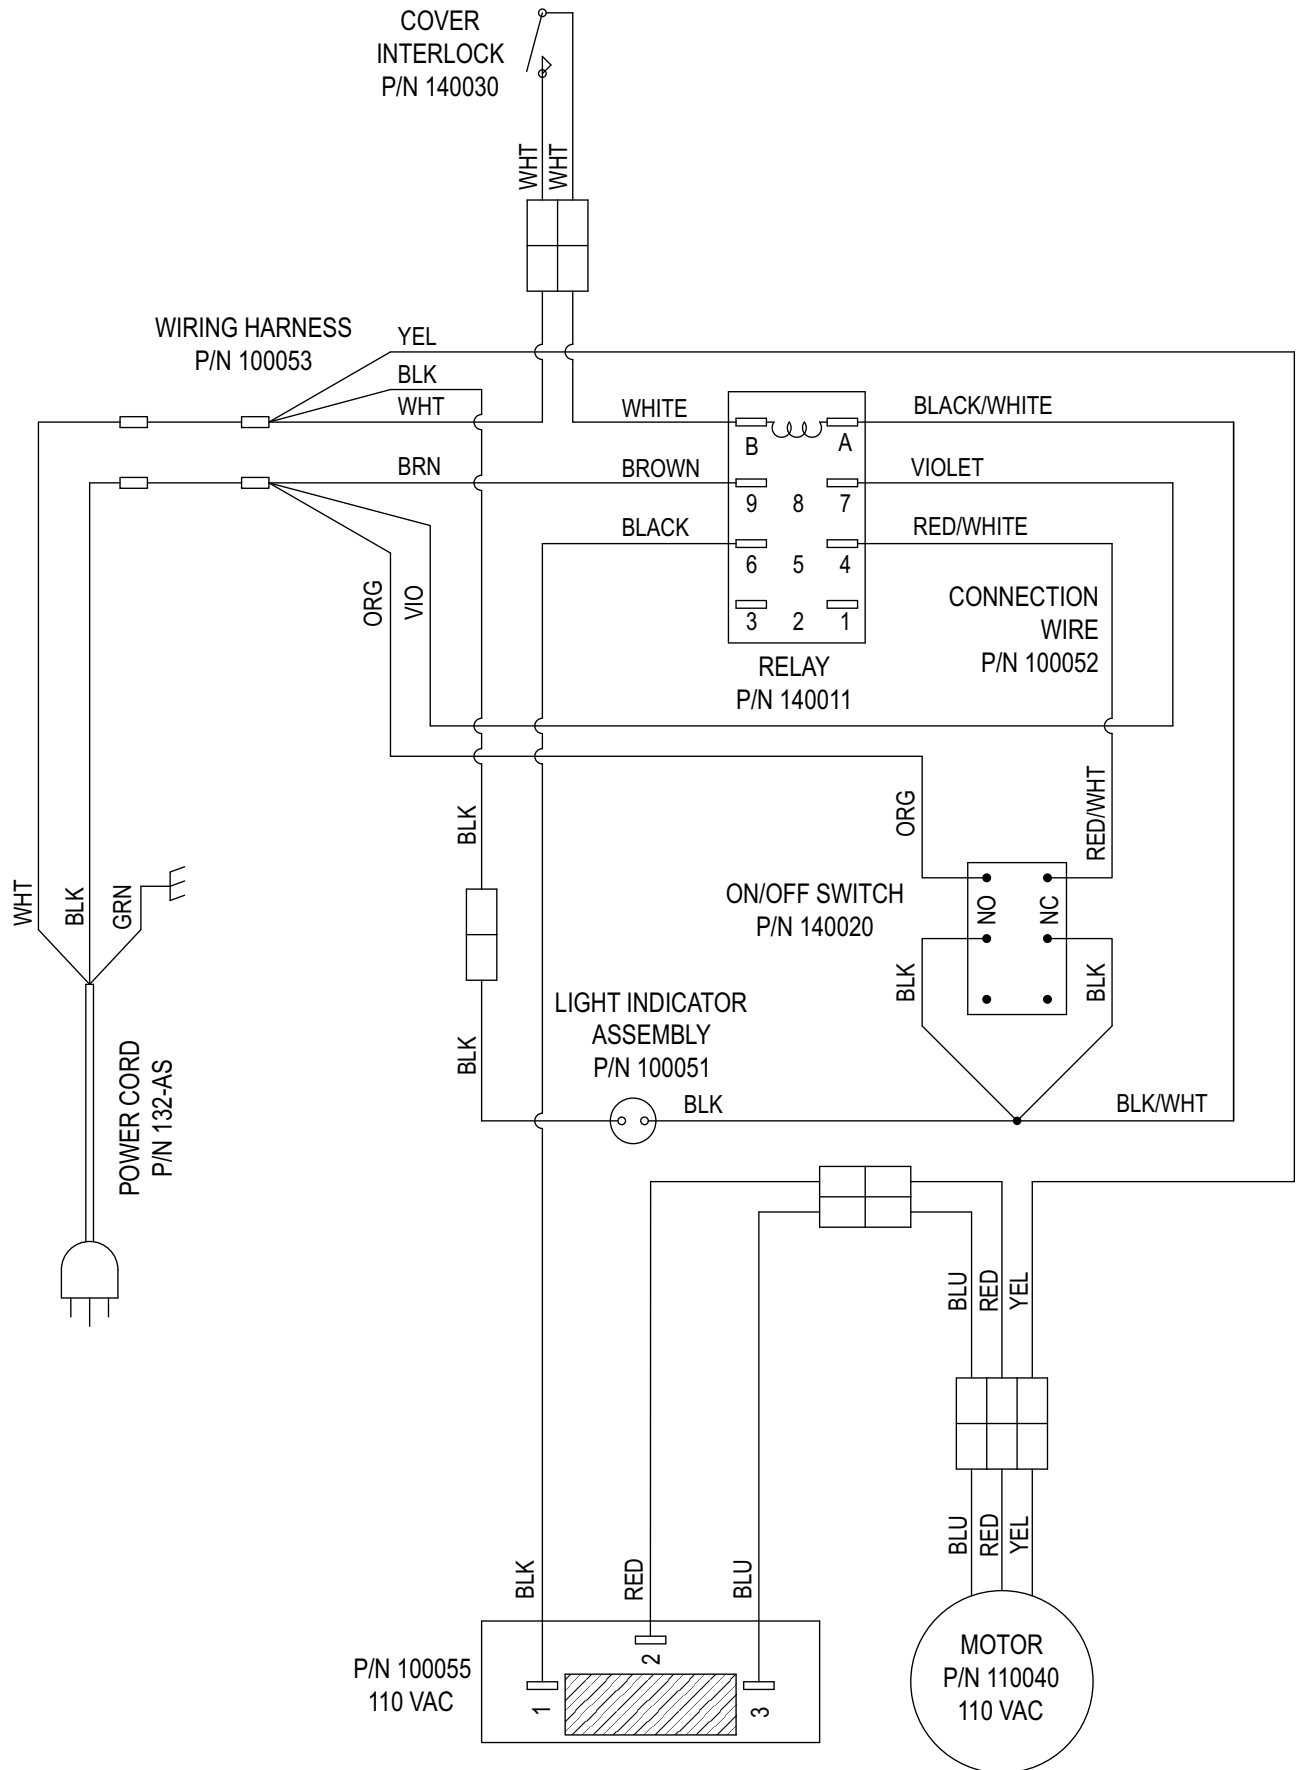 COVER
INTERLOCK
P/N 140030
WHT
WHT
WIRING HARNESS
P/N 100053
YEL
BLK
WHT
BRN
ORG
VIO
WHITE
BROWN
BLACK
BLACK/WHITE
VIOLET
RED/WHITE
B
A
9 8 7
6 5 4
3 2 1
RELAY
P/N 140011
CONNECTION
WIRE
P/N 100052
BLK
ORG
RED/WHT
ON/OFF SWITCH
P/N 140020
NO
NC
BLK
BLK
WHT
BLK
GRN
POWER CORD
P/N 132-AS
BLK
LIGHT INDICATOR
ASSEMBLY
P/N 100051
BLK
BLK/WHT
BLU
RED
YEL
BLU
RED
YEL
BLK
RED
BLU
P/N 100055
110 VAC
1
2
3
MOTOR
P/N 110040
110 VAC